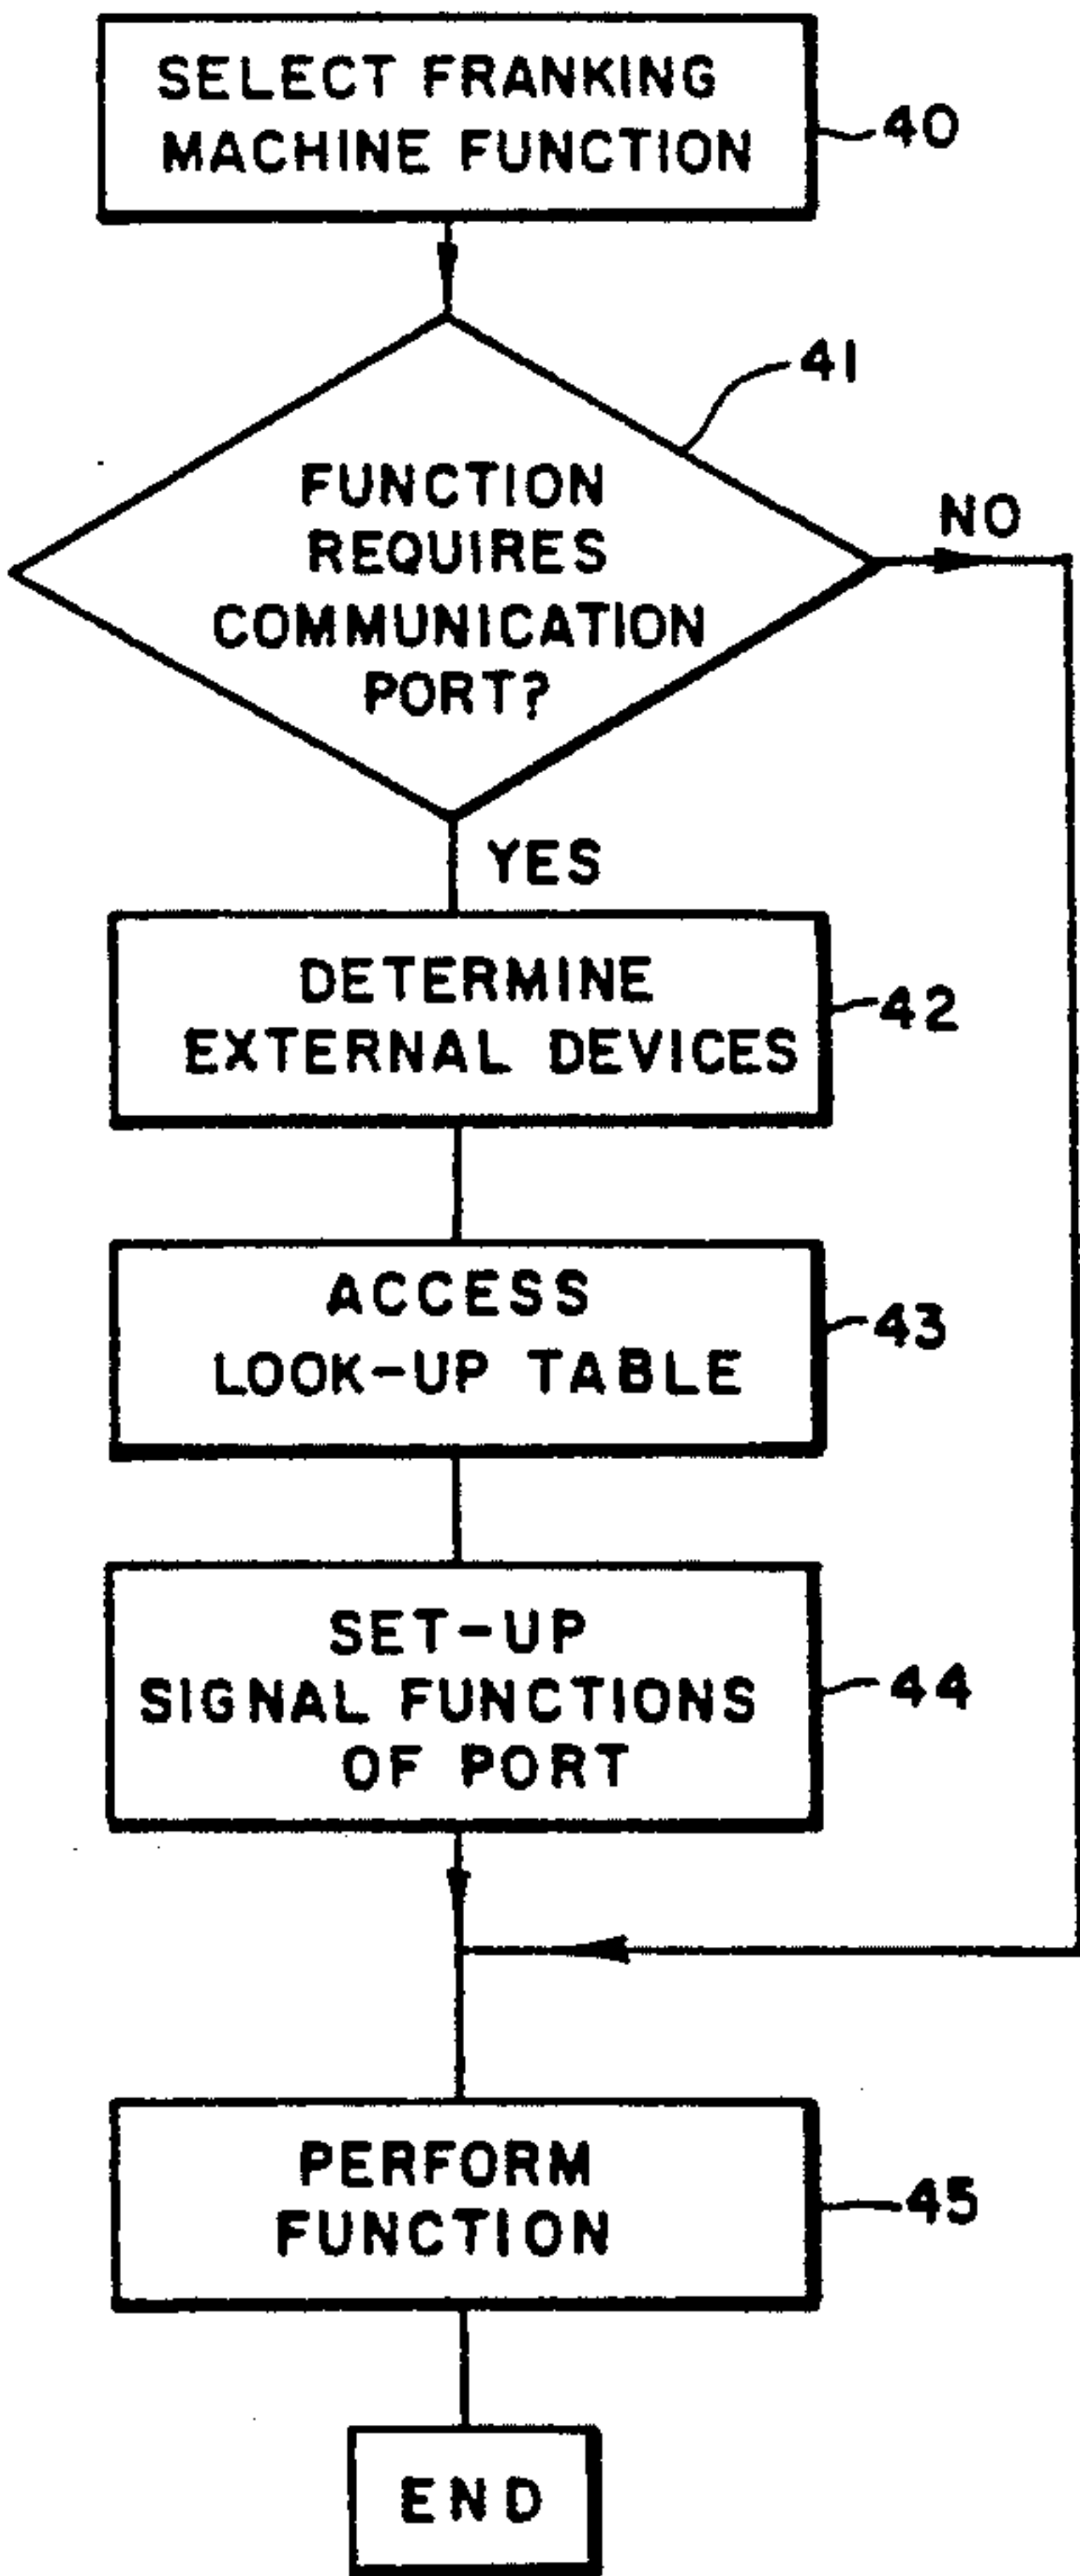 SELECT FRANKING
MACHINE FUNCTION
40
41
FUNCTION
REQUIRES
COMMUNICATION
PORT?
NO
YES
DETERMINE
EXTERNAL DEVICES
42
ACCESS
LOOK-UP TABLE
43
SET-UP
SIGNAL FUNCTIONS
OF PORT
44
PERFORM
FUNCTION
45
END